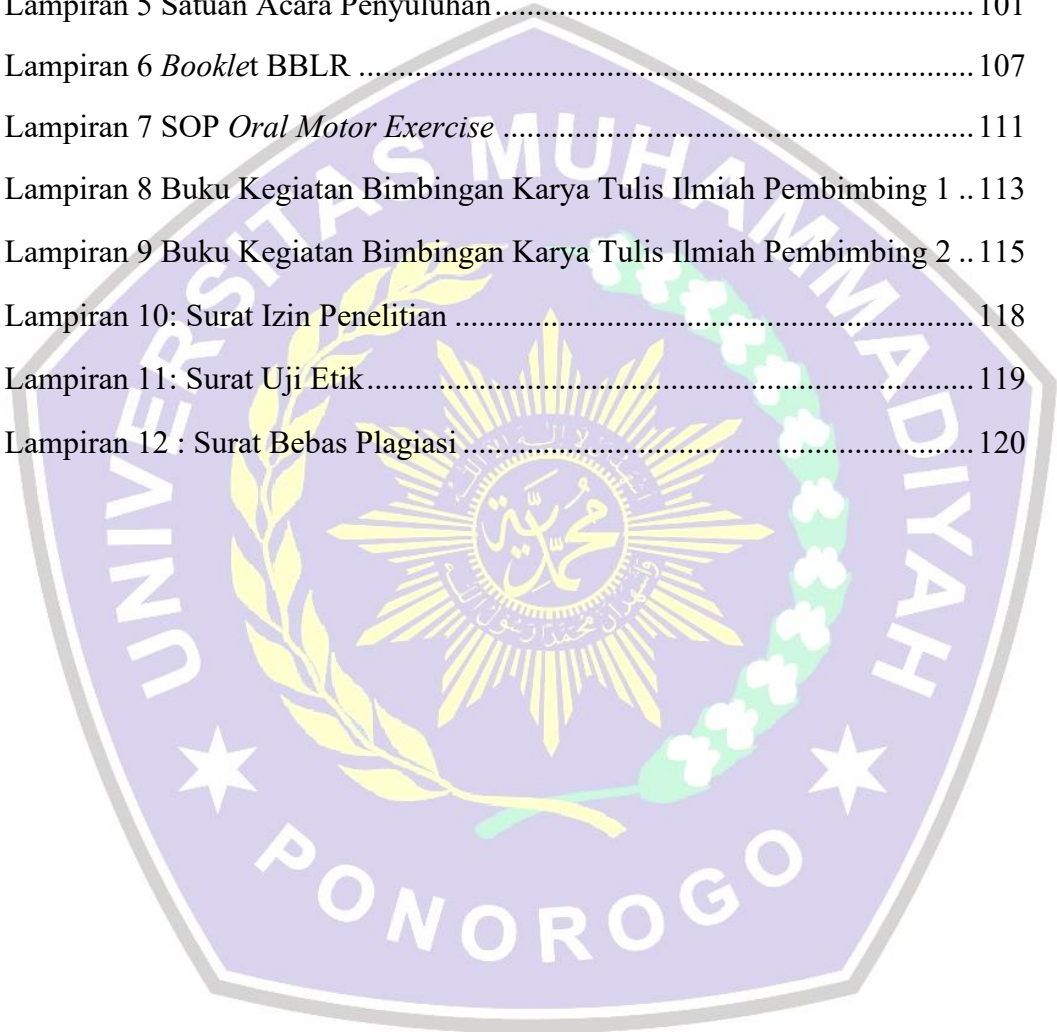 Lampiran 5 Satuan Acara Penyuluhan............................................................. 101
Lampiran 6 Booklet BBLR .............................................................................. 107
Lampiran 7 SOP Oral Motor Exercise ............................................................ 111
Lampiran 8 Buku Kegiatan Bimbingan Karya Tulis Ilmiah Pembimbing 1 .. 113
Lampiran 9 Buku Kegiatan Bimbingan Karya Tulis Ilmiah Pembimbing 2 .. 115
Lampiran 10: Surat Izin Penelitian .................................................................. 118
Lampiran 11: Surat Uji Etik............................................................................. 119
Lampiran 12 : Surat Bebas Plagiasi ................................................................. 120
UNIVERSITAS MUHAMMADIYAH
PONOROGO